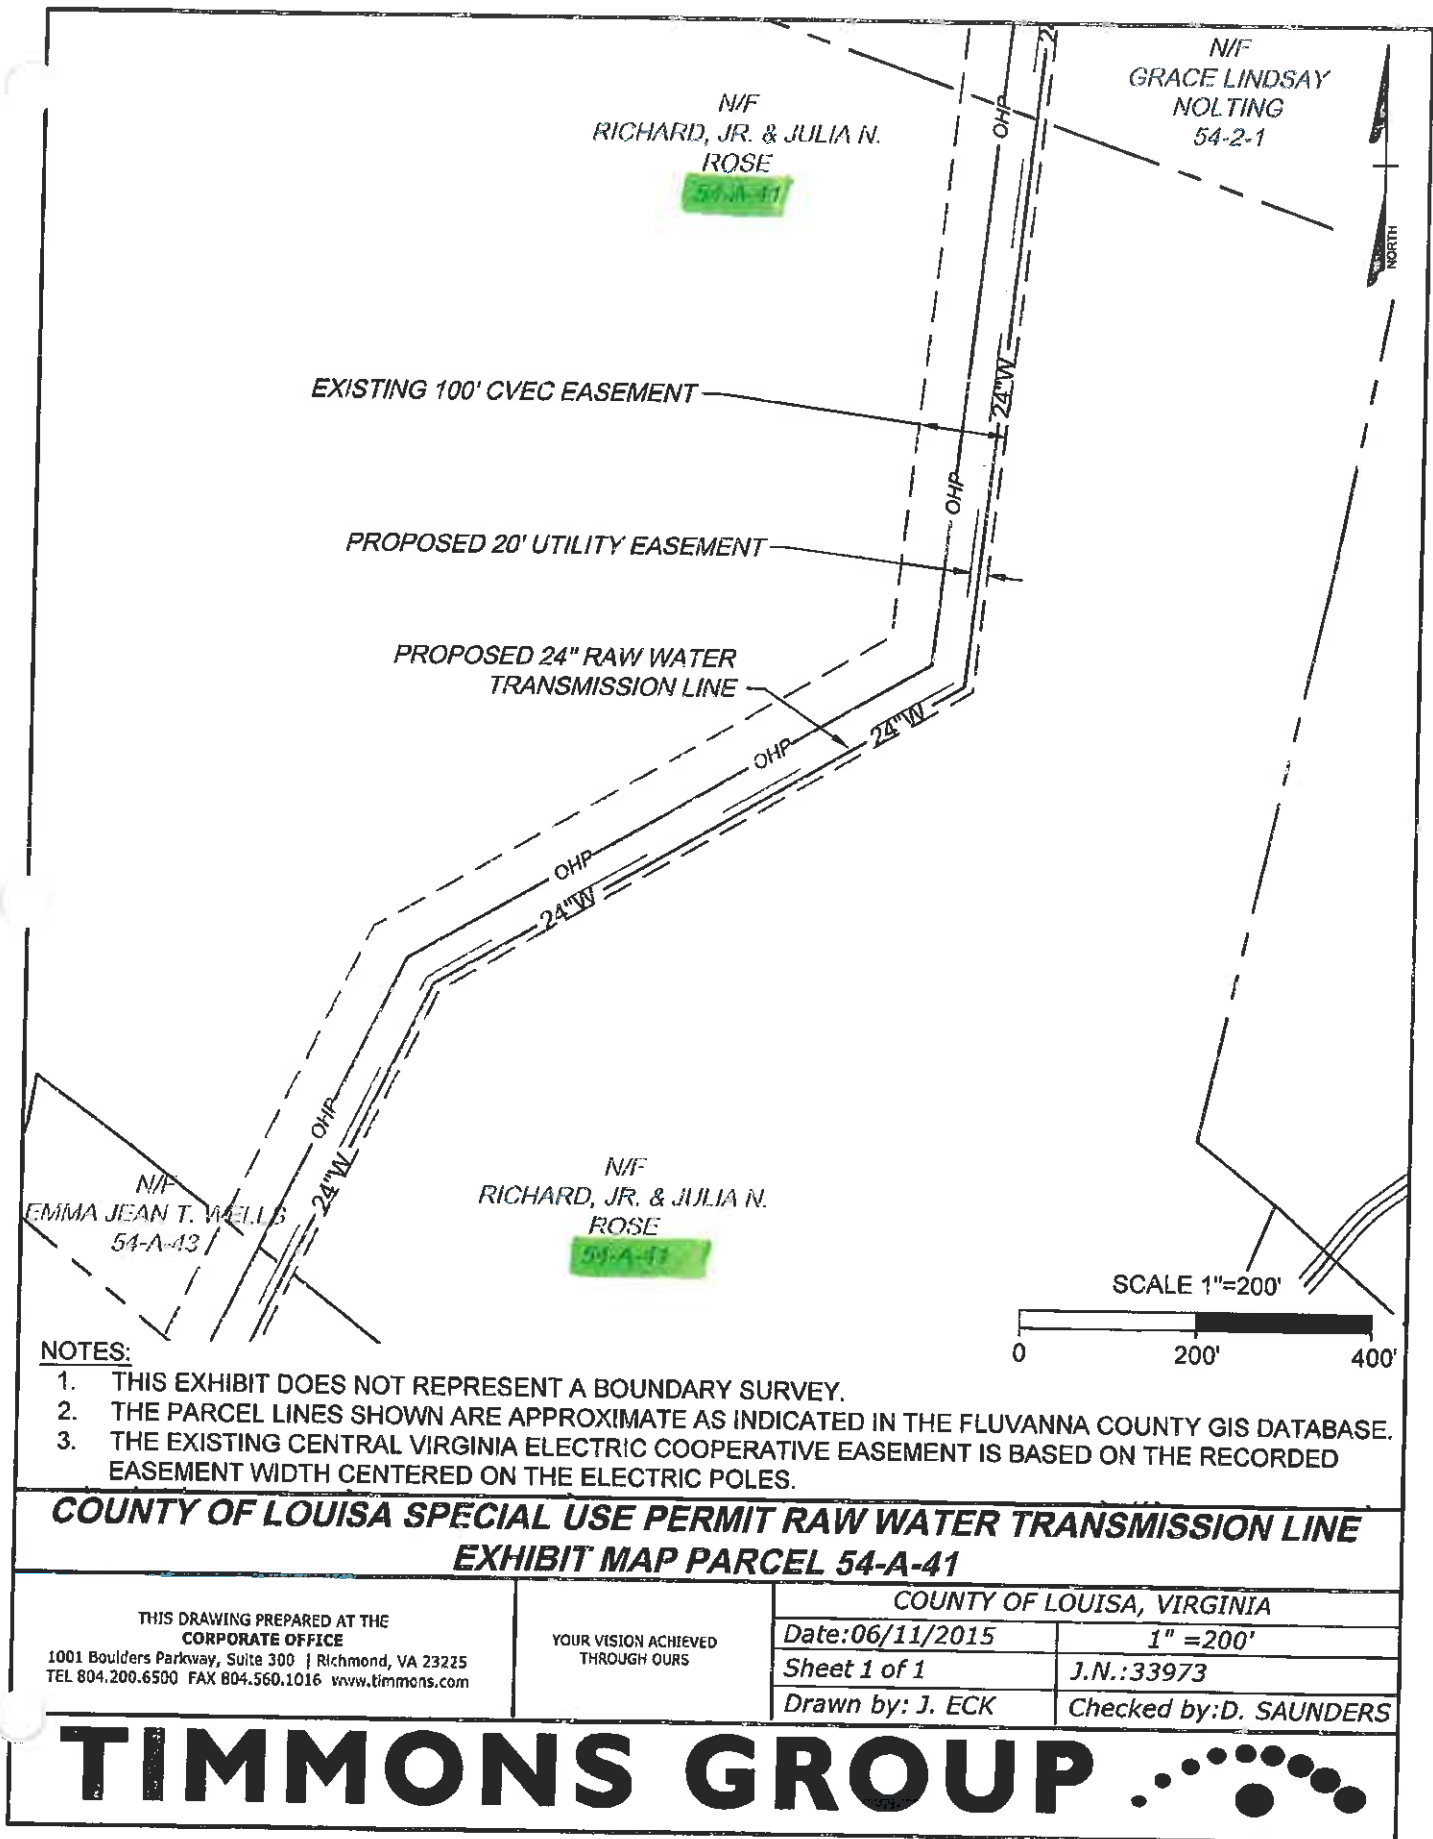 N/F
GRACE LINDSAY
NOLTING
54-2-1
N/F
RICHARD, JR. & JULIA N.
ROSE
54-A-41
NORTH
OHP
24"W
EXISTING 100' CVEC EASEMENT
OHP
PROPOSED 20' UTILITY EASEMENT
PROPOSED 24" RAW WATER
TRANSMISSION LINE
24"W
OHP
OHP
24"W
OHP
24"W
N/F
EMMA JEAN T. WELLS
54-A-43
N/F
RICHARD, JR. & JULIA N.
ROSE
54-A-41
SCALE 1"=200'
0 200' 400'
NOTES:
1. THIS EXHIBIT DOES NOT REPRESENT A BOUNDARY SURVEY.
2. THE PARCEL LINES SHOWN ARE APPROXIMATE AS INDICATED IN THE FLUVANNA COUNTY GIS DATABASE.
3. THE EXISTING CENTRAL VIRGINIA ELECTRIC COOPERATIVE EASEMENT IS BASED ON THE RECORDED
EASEMENT WIDTH CENTERED ON THE ELECTRIC POLES.
COUNTY OF LOUISA SPECIAL USE PERMIT RAW WATER TRANSMISSION LINE
EXHIBIT MAP PARCEL 54-A-41
THIS DRAWING PREPARED AT THE
CORPORATE OFFICE
1001 Boulders Parkway, Suite 300 | Richmond, VA 23225
TEL 804.200.6500 FAX 804.560.1016 www.timmons.com
YOUR VISION ACHIEVED
THROUGH OURS
COUNTY OF LOUISA, VIRGINIA
Date:06/11/2015
1" =200'
Sheet 1 of 1
J.N.:33973
Drawn by: J. ECK
Checked by:D. SAUNDERS
TIMMONS GROUP